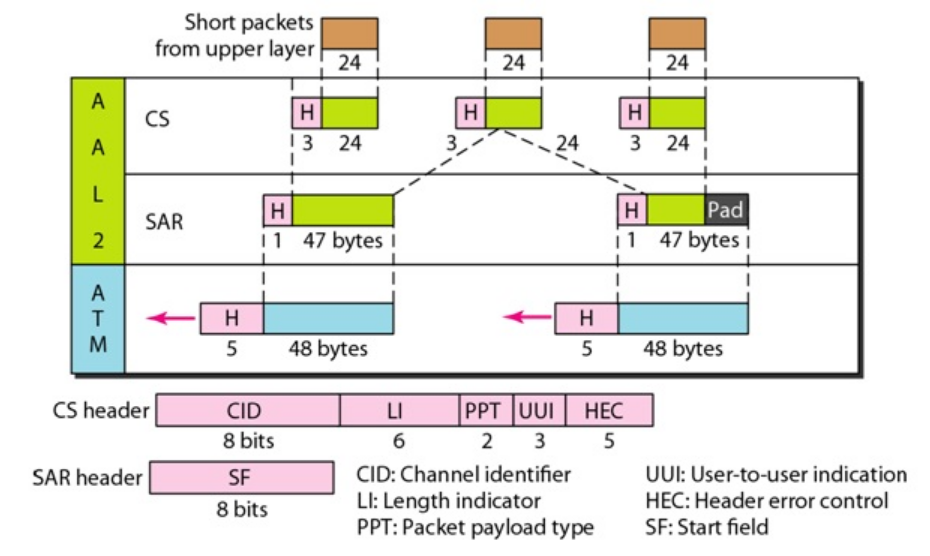 Short packets
from upper layer
24 24 24
A
A
L
2
CS
H H H
3 24 3 24 3 24
SAR
H H Pad
1 47 bytes 1 47 bytes
A
T
M
H H
5 48 bytes 5 48 bytes
CS header CID LI PPT UUI HEC
8 bits 6 2 3 5
SAR header SF
8 bits
CID: Channel identifier
LI: Length indicator
PPT: Packet payload type
UUI: User-to-user indication
HEC: Header error control
SF: Start field